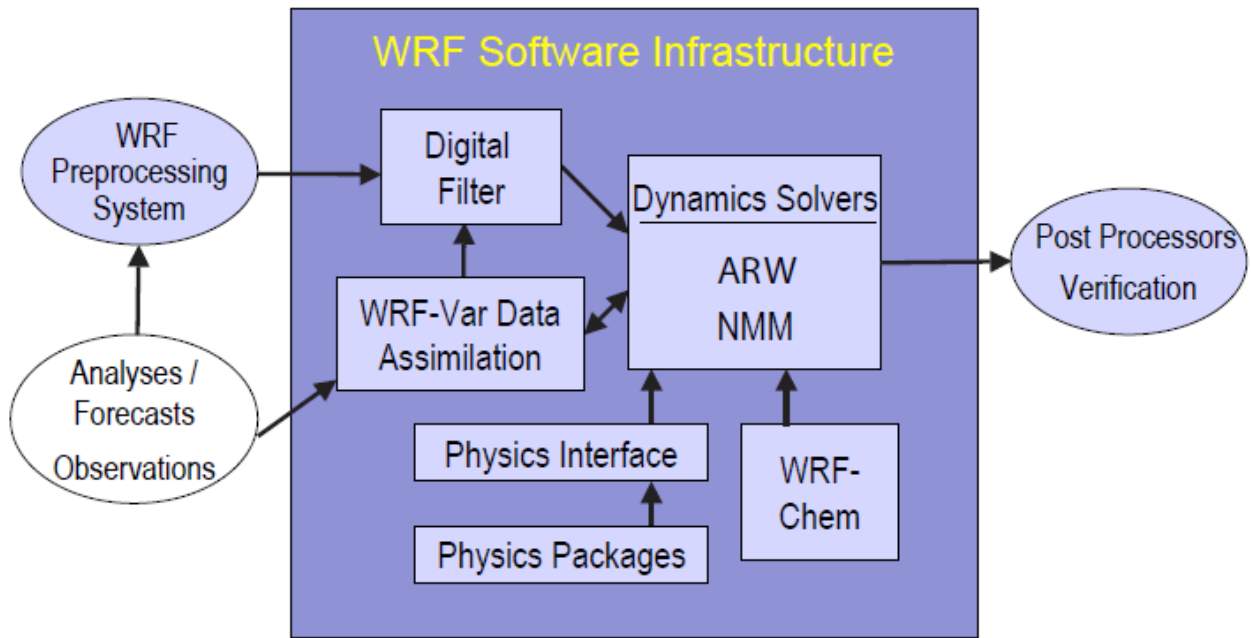 WRF Software Infrastructure
WRF
Preprocessing
System
Digital
Filter
Dynamics Solvers
ARW
NMM
Post Processors
Verification
WRF-Var Data
Assimilation
Analyses /
Forecasts
Observations
Physics Interface
WRF-
Chem
Physics Packages